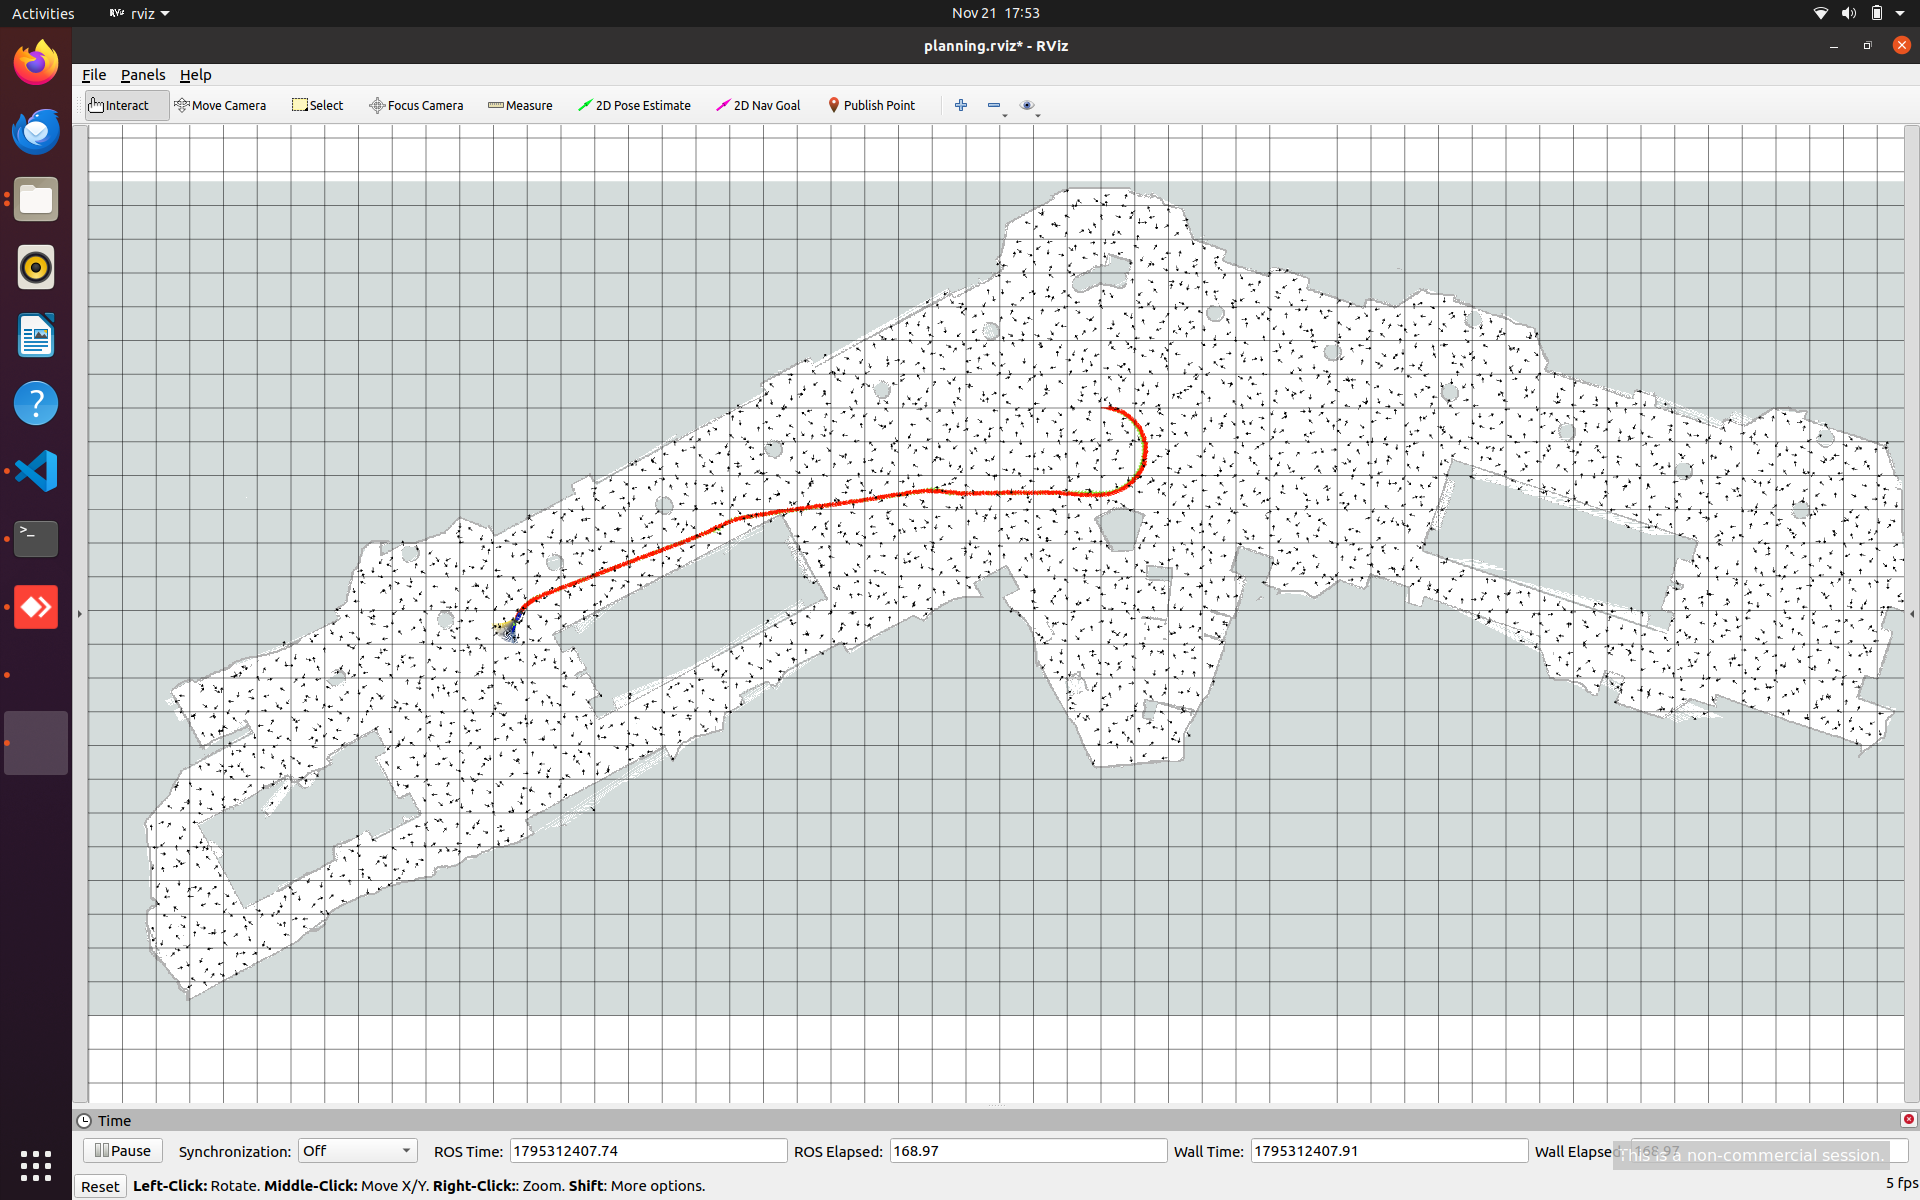 Activities rviz Nov 21 17:53
planning.rviz* - RViz
File Panels Help
Interact Move Camera Select Focus Camera Measure 2D Pose Estimate 2D Nav Goal Publish Point
Time
Pause Synchronization: Off ROS Time: 1795312407.74 ROS Elapsed: 168.97 Wall Time: 1795312407.91 Wall Elapsed 168.97
This is a non-commercial session.
Reset Left-Click: Rotate. Middle-Click: Move X/Y. Right-Click:: Zoom. Shift: More options. 5 fps